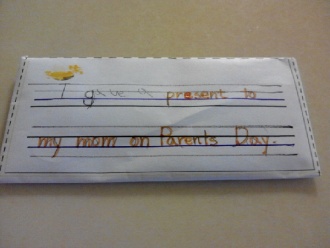 I gave a present to
my mom on Parents Day.